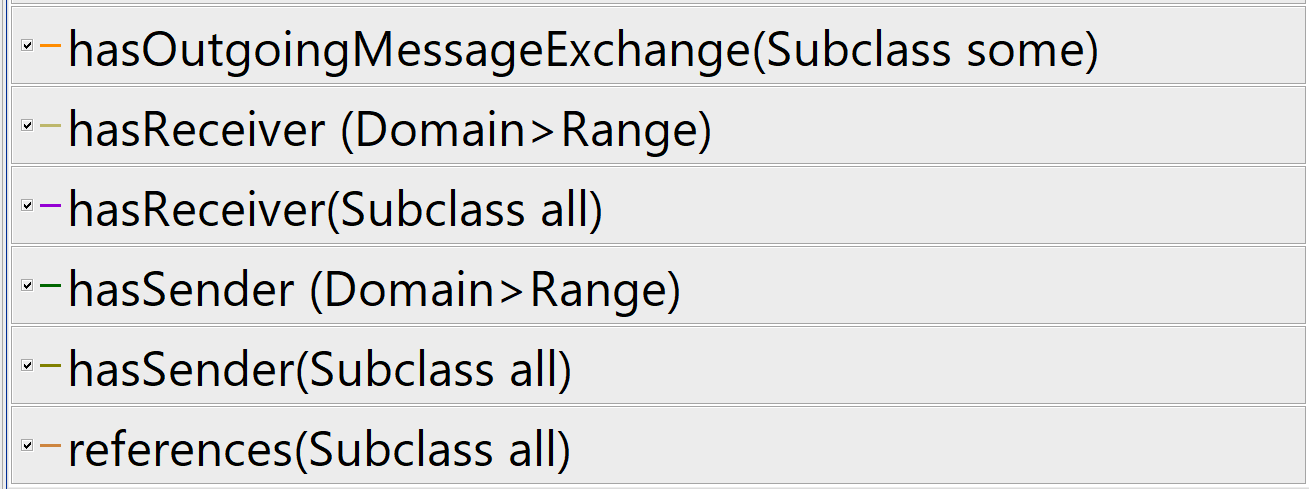 hasOutgoingMessageExchange(Subclass some)
hasReceiver (Domain>Range)
hasReceiver(Subclass all)
hasSender (Domain>Range)
hasSender(Subclass all)
references(Subclass all)